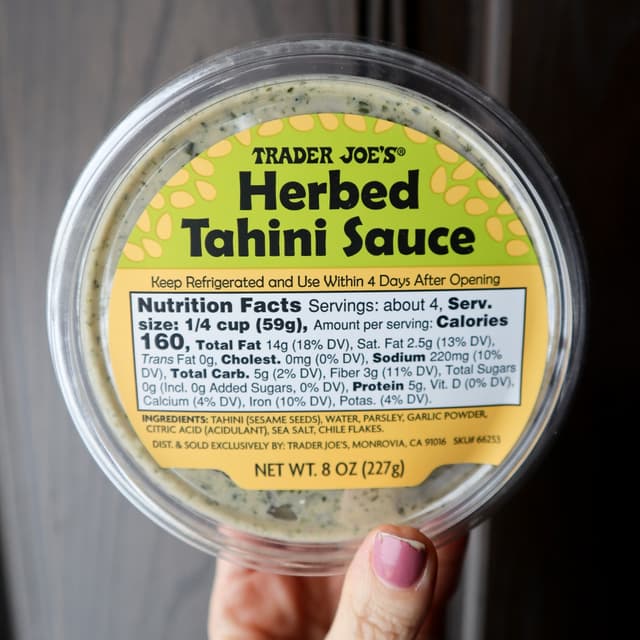 TRADER JOE'S®
Herbed
Tahini Sauce
Keep Refrigerated and Use Within 4 Days After Opening
Nutrition Facts Servings: about 4, Serv.
size: 1/4 cup (59g), Amount per serving: Calories
160, Total Fat 14g (18% DV), Sat. Fat 2.5g (13% DV),
Trans Fat 0g, Cholest. 0mg (0% DV), Sodium 220mg (10%
DV), Total Carb. 5g (2% DV), Fiber 3g (11% DV), Total Sugars
0g (Incl. 0g Added Sugars, 0% DV), Protein 5g, Vit. D (0% DV),
Calcium (4% DV), Iron (10% DV), Potas. (4% DV).
INGREDIENTS: TAHINI (SESAME SEEDS), WATER, PARSLEY, GARLIC POWDER,
CITRIC ACID (ACIDULANT), SEA SALT, CHILE FLAKES.
DIST. & SOLD EXCLUSIVELY BY: TRADER JOE'S, MONROVIA, CA 91016 SKU# 66253
NET WT. 8 OZ (227g)